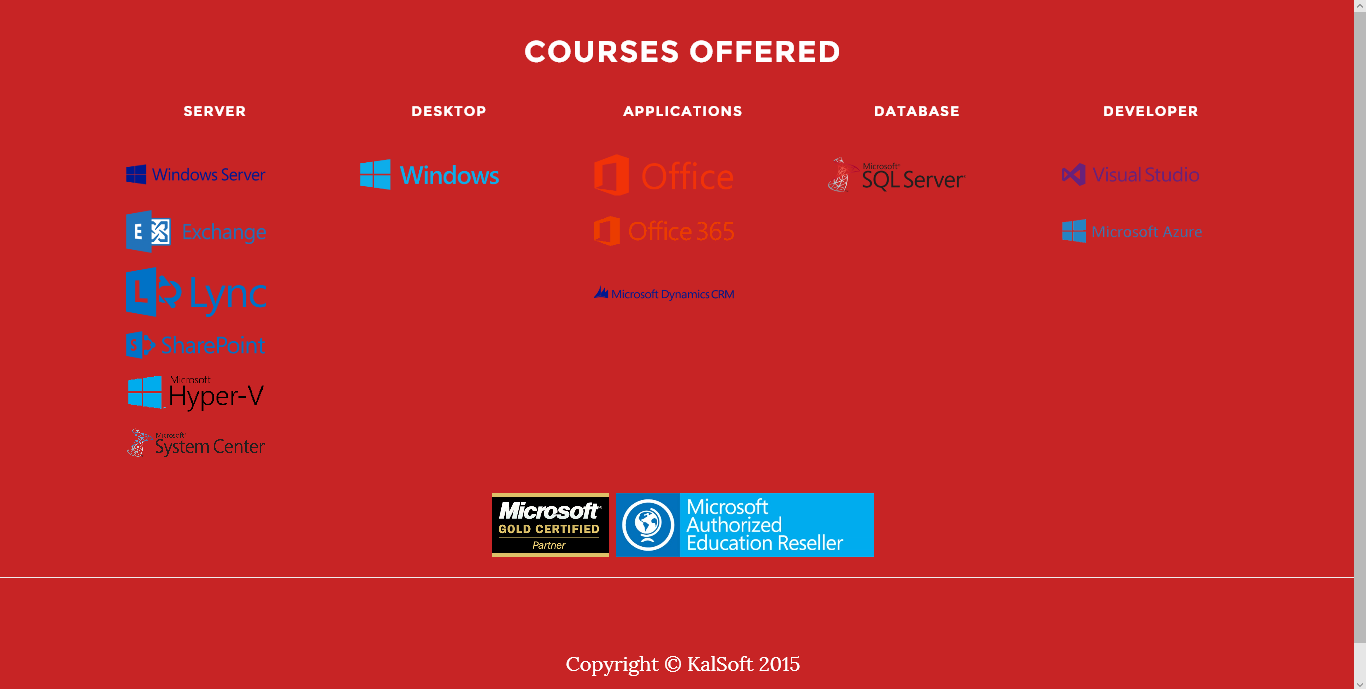 COURSES OFFERED
SERVER
Windows Server
E Exchange
Lync
S SharePoint
Microsoft
Hyper-V
Microsoft
System Center
DESKTOP
Windows
APPLICATIONS
Office
Office 365
Microsoft Dynamics CRM
DATABASE
Microsoft
SQL Server
DEVELOPER
Visual Studio
Microsoft Azure
Microsoft
GOLD CERTIFIED
Partner
Microsoft
Authorized
Education Reseller
Copyright © KalSoft 2015